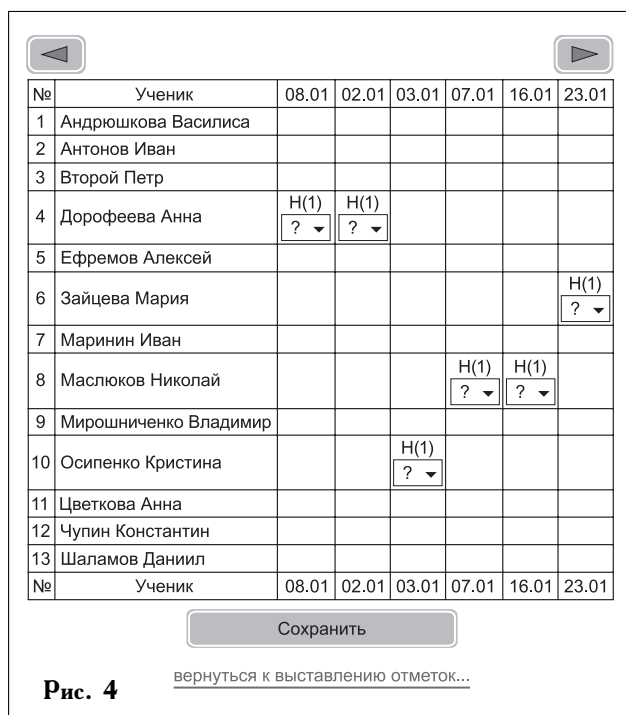 № Ученик 08.01 02.01 03.01 07.01 16.01 23.01
1 Андрюшкова Василиса
2 Антонов Иван
3 Второй Петр
4 Дорофеева Анна Н(1) ? Н(1) ?
5 Ефремов Алексей
6 Зайцева Мария Н(1) ?
7 Маринин Иван
8 Маслюков Николай Н(1) ? Н(1) ?
9 Мирошниченко Владимир
10 Осипенко Кристина Н(1) ?
11 Цветкова Анна
12 Чупин Константин
13 Шаламов Даниил
№ Ученик 08.01 02.01 03.01 07.01 16.01 23.01
Сохранить
вернуться к выставлению отметок...
Рис. 4